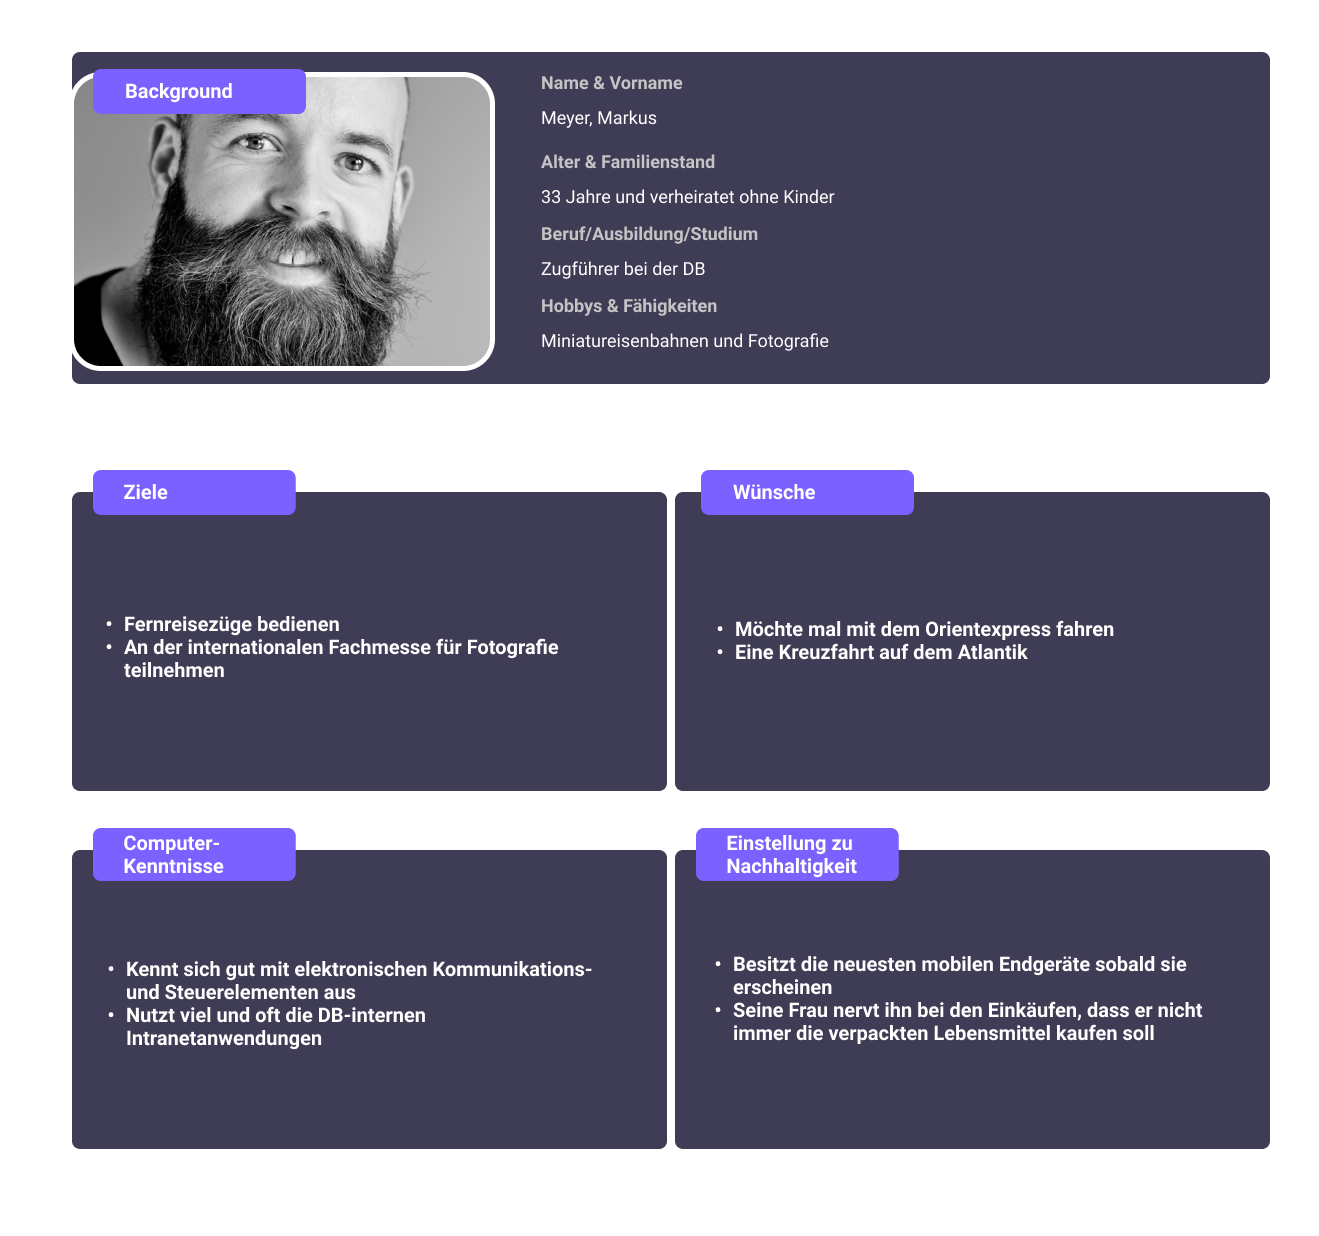 Background
Name & Vorname
Meyer, Markus
Alter & Familienstand
33 Jahre und verheiratet ohne Kinder
Beruf/Ausbildung/Studium
Zugführer bei der DB
Hobbys & Fähigkeiten
Miniatureisenbahnen und Fotografie
Ziele
• Fernreisezüge bedienen
• An der internationalen Fachmesse für Fotografie
teilnehmen
Wünsche
• Möchte mal mit dem Orientexpress fahren
• Eine Kreuzfahrt auf dem Atlantik
Computer-
Kenntnisse
• Kennt sich gut mit elektronischen Kommunikations-
und Steuerelementen aus
• Nutzt viel und oft die DB-internen
Intranetanwendungen
Einstellung zu
Nachhaltigkeit
• Besitzt die neuesten mobilen Endgeräte sobald sie
erscheinen
• Seine Frau nervt ihn bei den Einkäufen, dass er nicht
immer die verpackten Lebensmittel kaufen soll